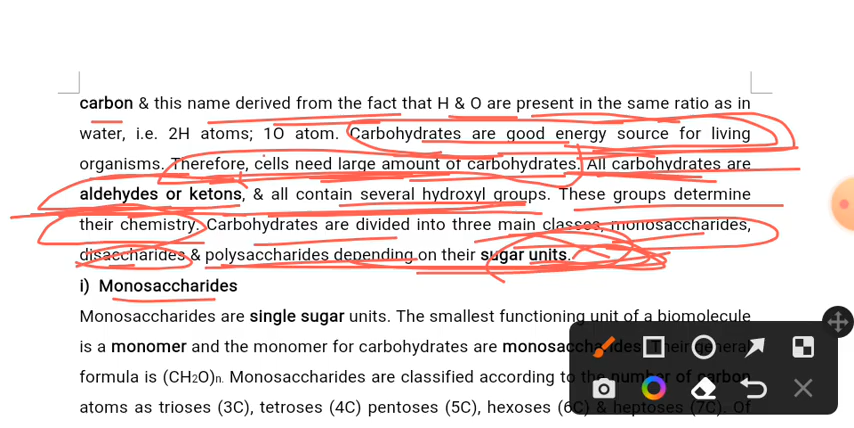 carbon & this name derived from the fact that H & O are present in the same ratio as in
water, i.e. 2H atoms; 1O atom. Carbohydrates are good energy source for living
organisms. Therefore, cells need large amount of carbohydrates. All carbohydrates are
aldehydes or ketons, & all contain several hydroxyl groups. These groups determine
their chemistry. Carbohydrates are divided into three main classes, monosaccharides,
disaccharides & polysaccharides depending on their sugar units.
i) Monosaccharides
Monosaccharides are single sugar units. The smallest functioning unit of a biomolecule
is a monomer and the monomer for carbohydrates are monosaccharides. Their general
formula is (CH2O)n. Monosaccharides are classified according to the number of carbon
atoms as trioses (3C), tetroses (4C) pentoses (5C), hexoses (6C) & heptoses (7C). Of